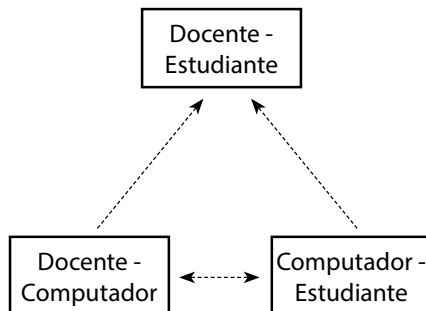 Docente -
Estudiante
Docente -
Computador
Computador -
Estudiante